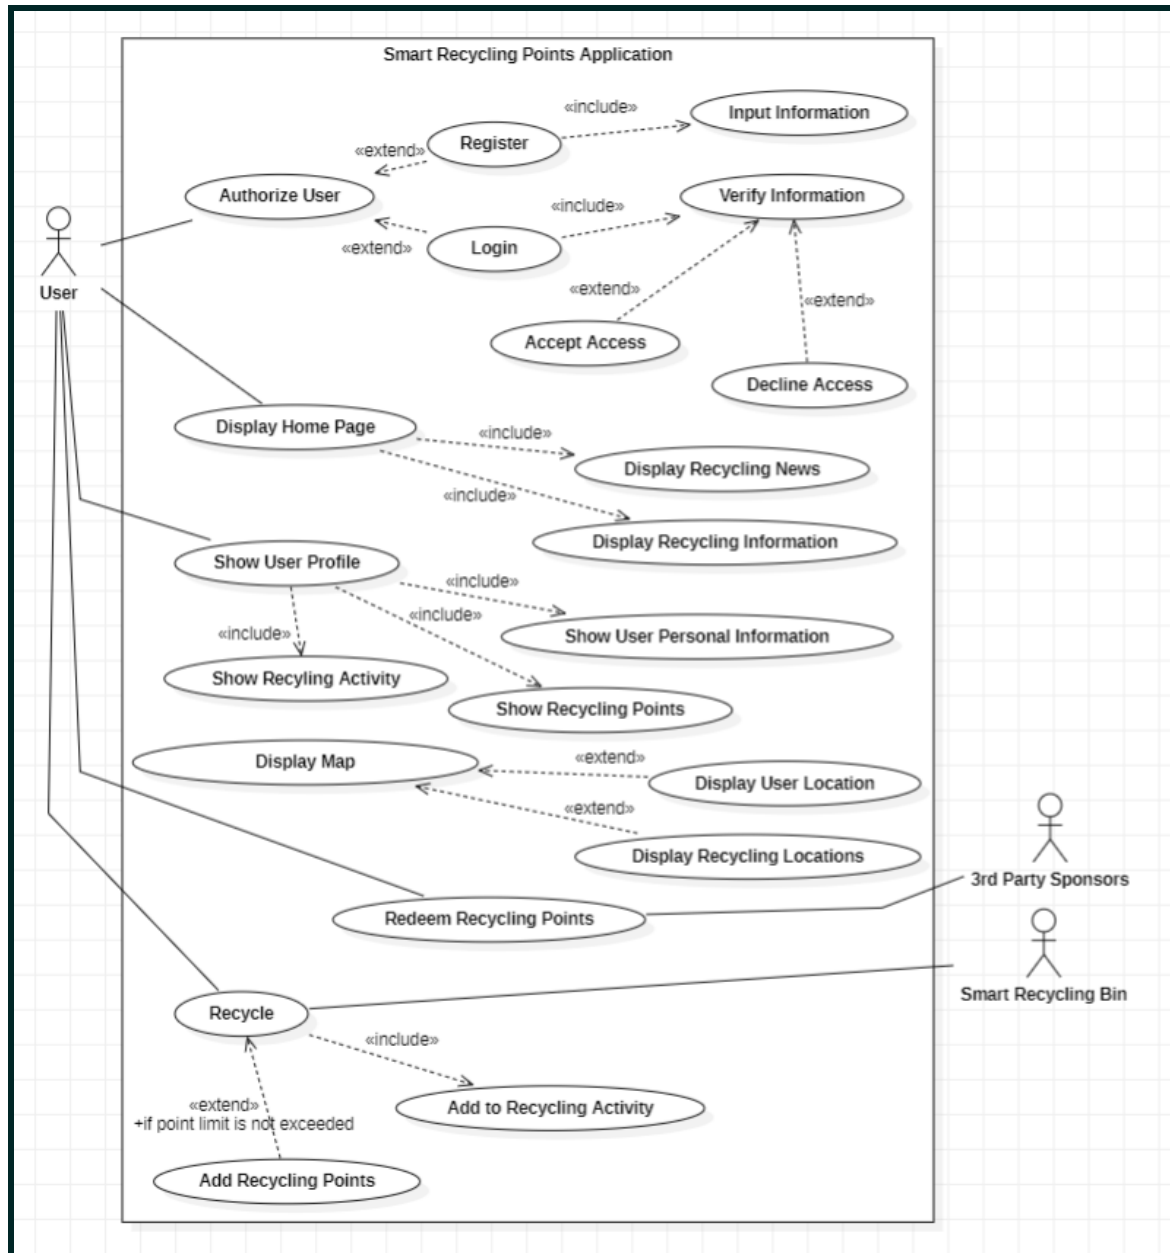 Smart Recycling Points Application
«include»
Input Information
Register
«extend»
Authorize User
«include»
Verify Information
«extend»
Login
User
«extend»
«extend»
Accept Access
Decline Access
Display Home Page
«include»
Display Recycling News
«include»
Display Recycling Information
Show User Profile
«include»
«include»
«include»
Show User Personal Information
Show Recyling Activity
Show Recycling Points
Display Map
«extend»
Display User Location
«extend»
Display Recycling Locations
3rd Party Sponsors
Redeem Recycling Points
Smart Recycling Bin
Recycle
«include»
«extend»
+if point limit is not exceeded
Add to Recycling Activity
Add Recycling Points